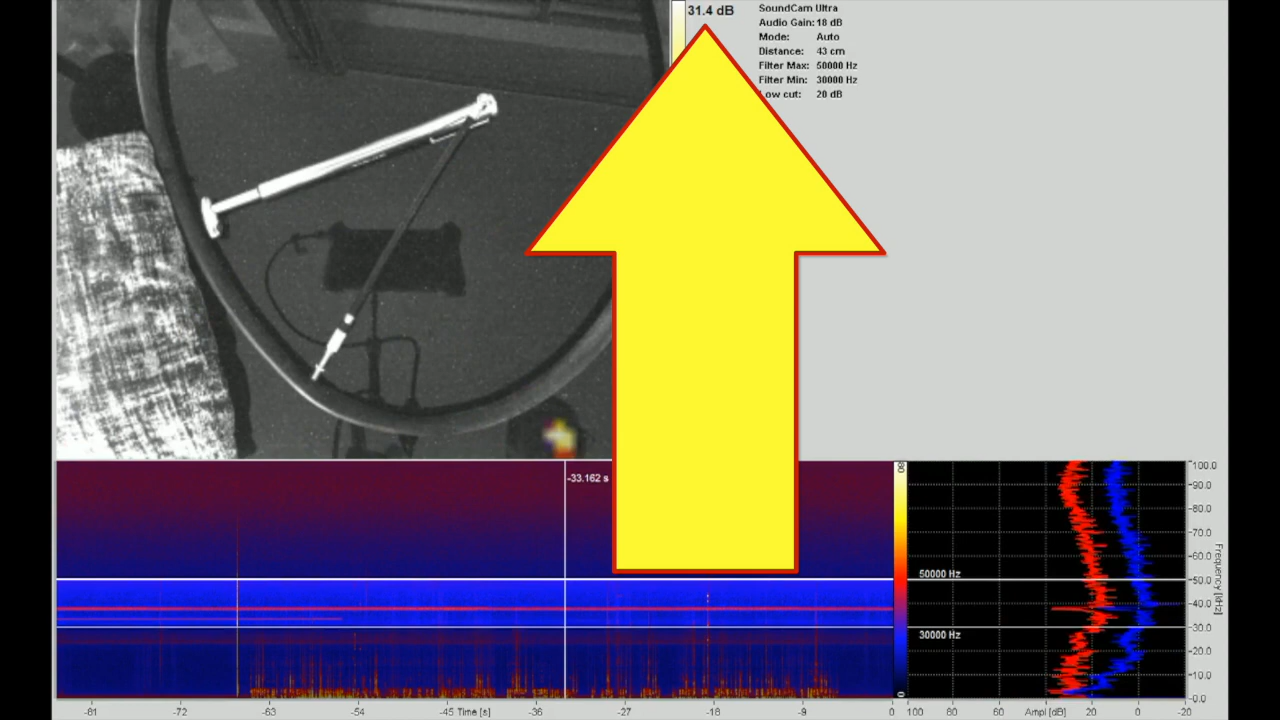 31.4 dB
SoundCam Ultra
Audio Gain: 18 dB
Mode: Auto
Distance: 43 cm
Filter Max: 50000 Hz
Filter Min: 30000 Hz
Low cut: 20 dB
-33.162 s
80
0
50000 Hz
30000 Hz
100.0
90.0
80.0
70.0
60.0
50.0
40.0
30.0
20.0
10.0
0.0
Frequency [kHz]
-81 -72 -63 -54 -45 Time [s] -36 -27 -18 -9 0
100 80 60 Ampl [dB] 20 0 -20